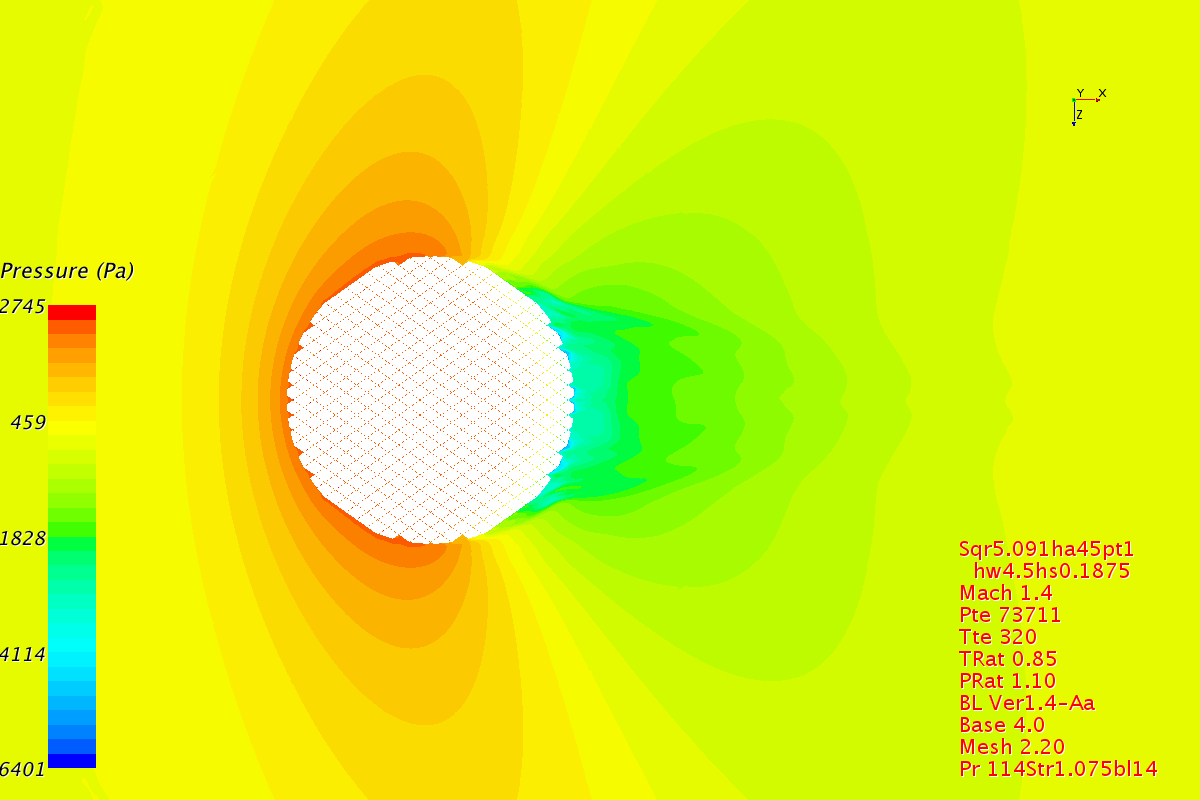 Y X
Z
Pressure (Pa)
2745
459
1828
4114
6401
Sqr5.091ha45pt1
hw4.5hs0.1875
Mach 1.4
Pte 73711
Tte 320
TRat 0.85
PRat 1.10
BL Ver1.4-Aa
Base 4.0
Mesh 2.20
Pr 114Str1.075bl14